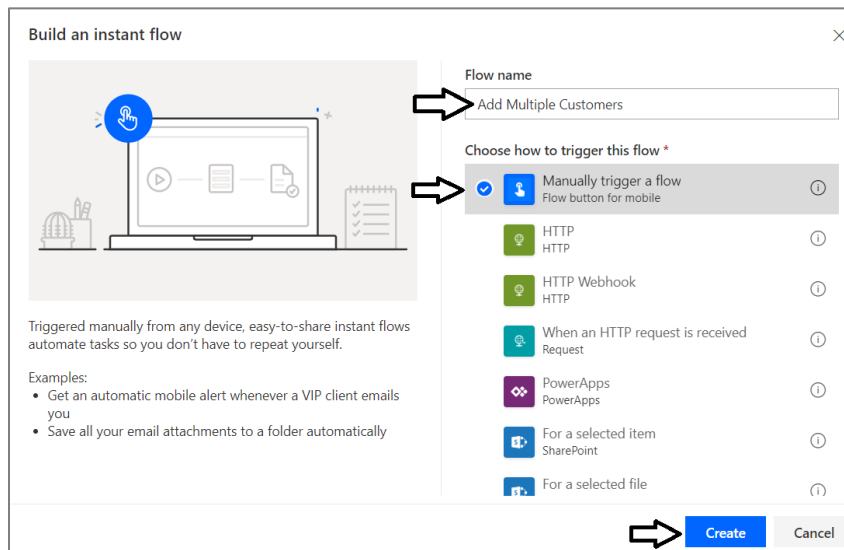 Build an instant flow
Triggered manually from any device, easy-to-share instant flows
automate tasks so you don't have to repeat yourself.
Examples:
• Get an automatic mobile alert whenever a VIP client emails
you
• Save all your email attachments to a folder automatically
Flow name
Add Multiple Customers
Choose how to trigger this flow *
Manually trigger a flow
Flow button for mobile
HTTP
HTTP
HTTP Webhook
HTTP
When an HTTP request is received
Request
PowerApps
PowerApps
For a selected item
SharePoint
For a selected file
Create
Cancel